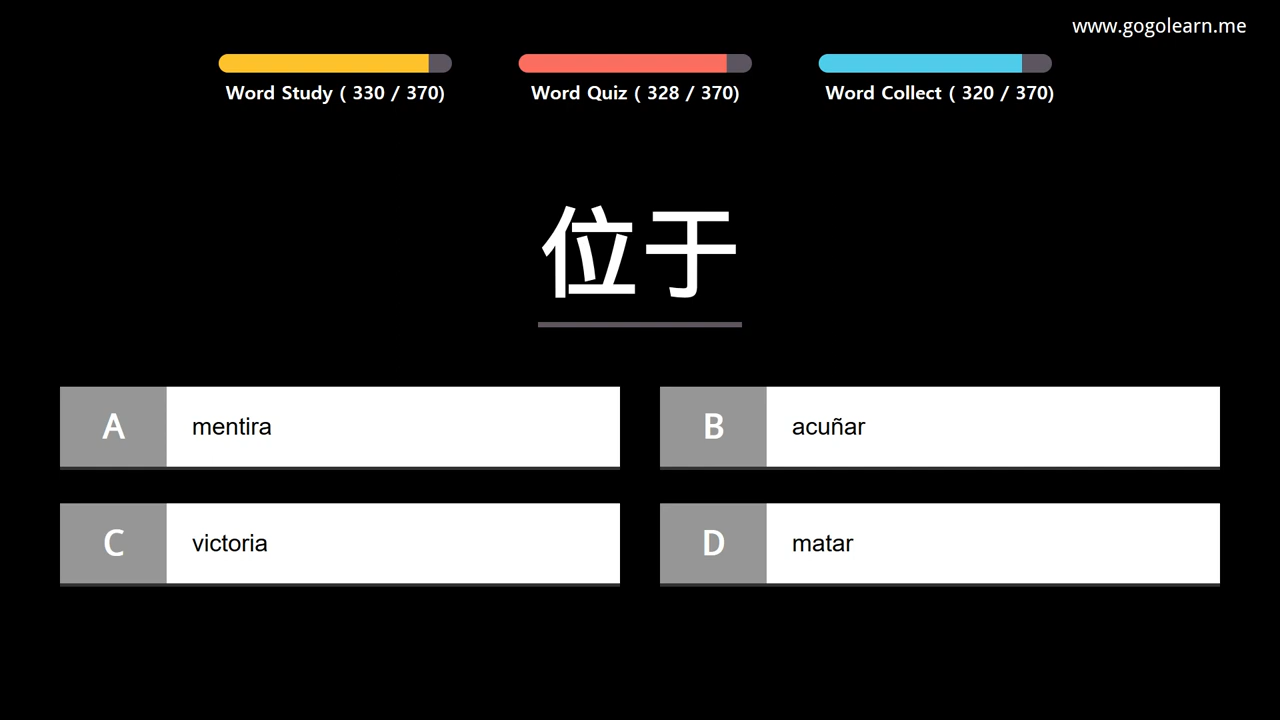 www.gogolearn.me
Word Study ( 330 / 370)
Word Quiz ( 328 / 370)
Word Collect ( 320 / 370)
位于
A mentira
B acuñar
C victoria
D matar